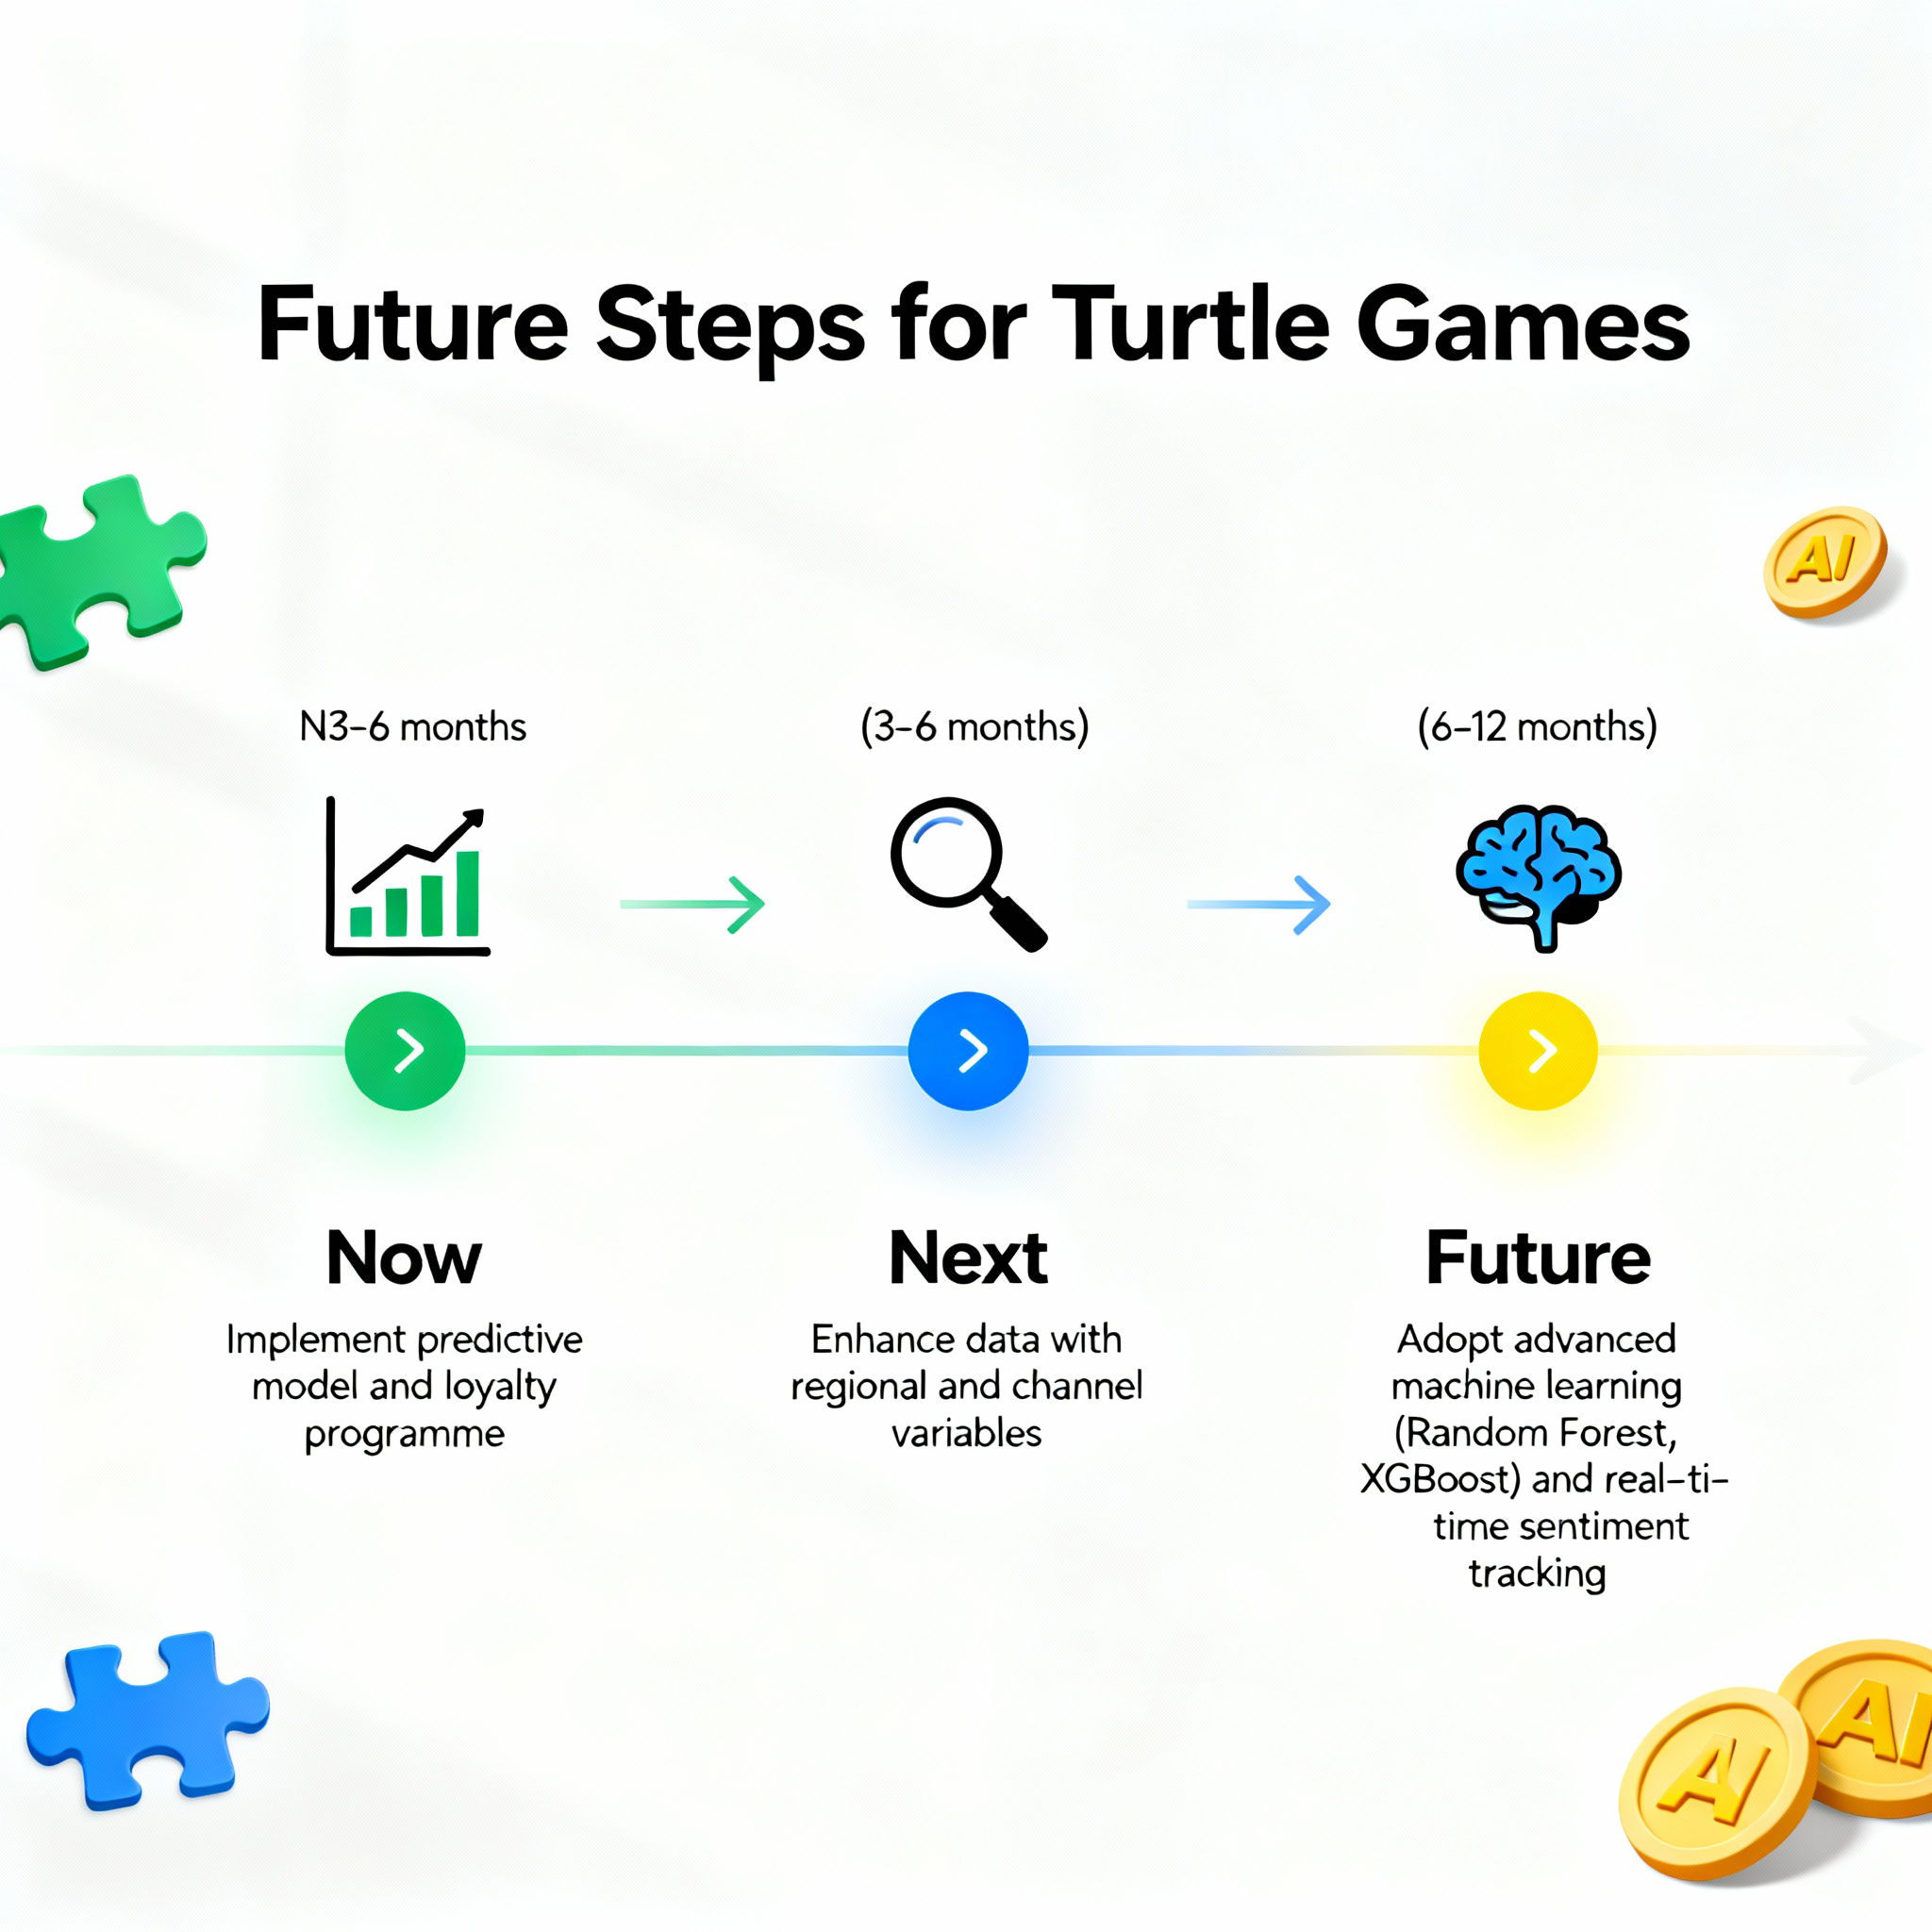 Future Steps for Turtle Games
AI
N3-6 months
(3-6 months)
(6-12 months)
Now
Implement predictive
model and loyalty
programme
Next
Enhance data with
regional and channel
variables
Future
Adopt advanced
machine learning
(Random Forest,
XGBoost) and real-ti-
time sentiment
tracking
AI
AI